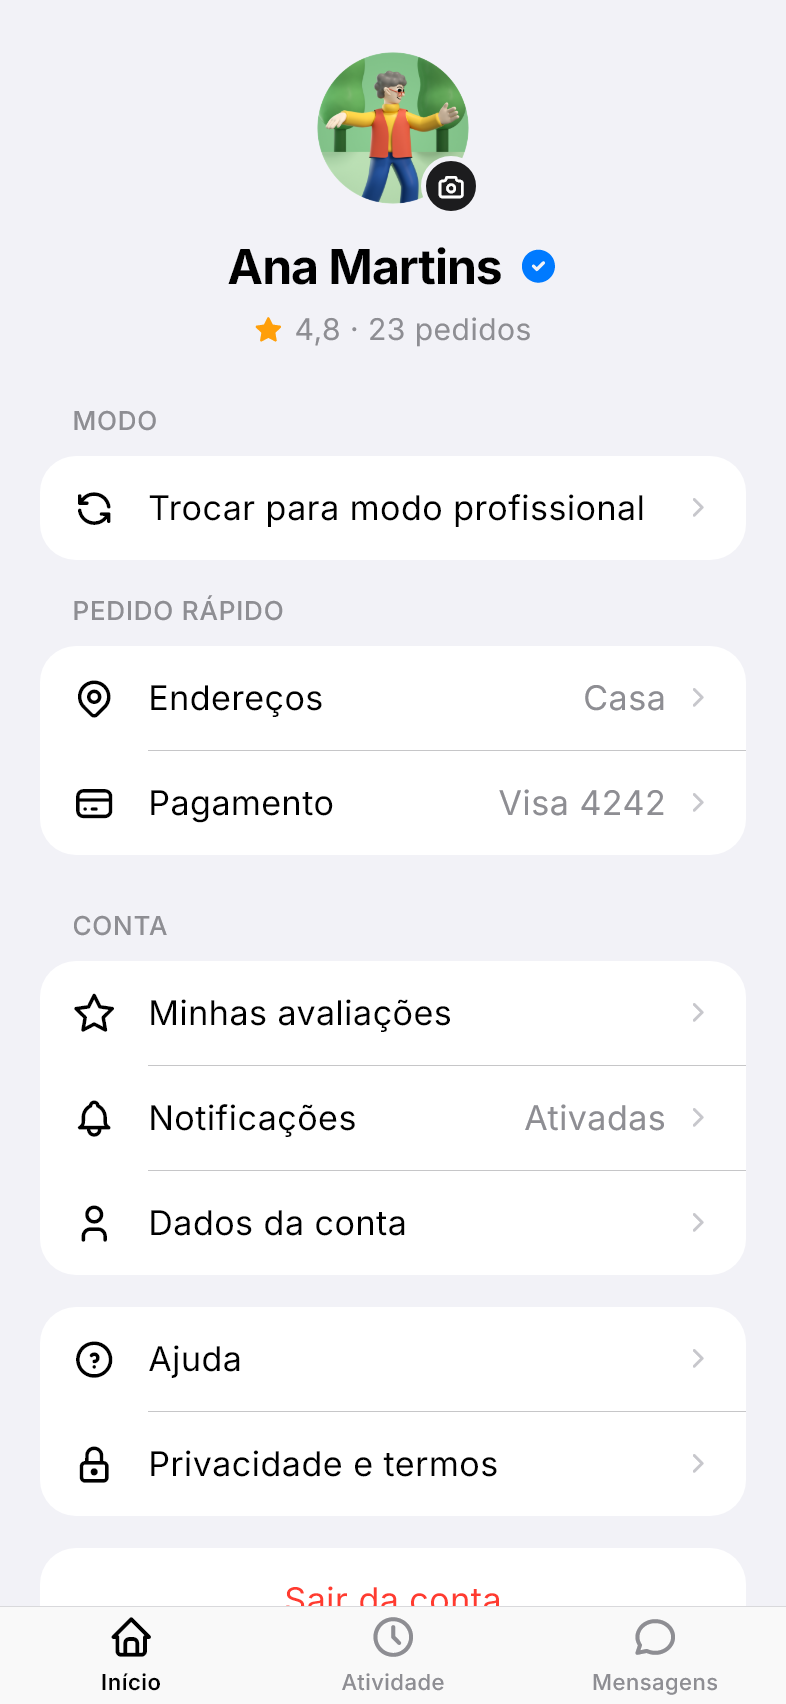 Ana Martins
4,8 · 23 pedidos
MODO
Trocar para modo profissional
PEDIDO RÁPIDO
Endereços Casa
Pagamento Visa 4242
CONTA
Minhas avaliações
Notificações Ativadas
Dados da conta
Ajuda
Privacidade e termos
Sair da conta
Início Atividade Mensagens